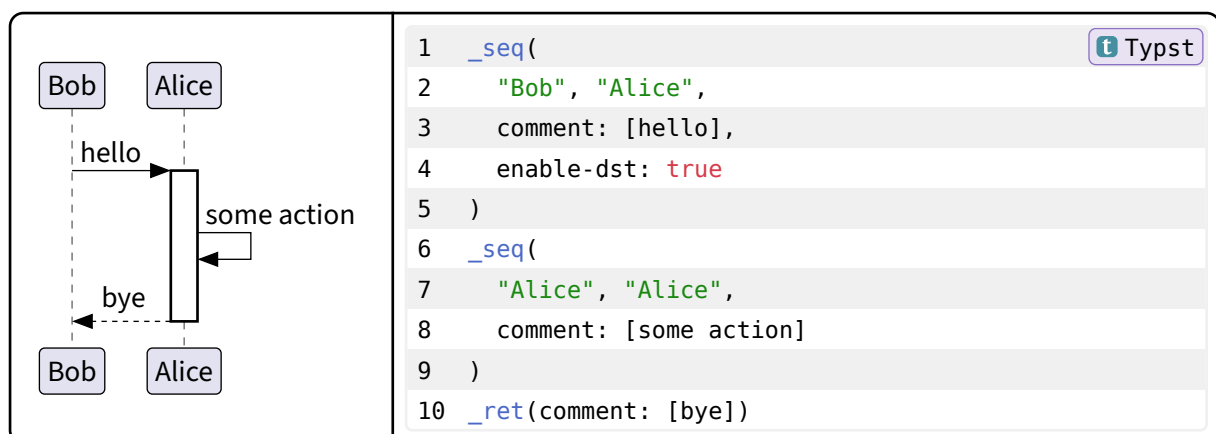 Bob Alice
hello
some action
bye
Bob Alice
1 _seq(
Typst
2   "Bob", "Alice",
3   comment: [hello],
4   enable-dst: true
5 )
6 _seq(
7   "Alice", "Alice",
8   comment: [some action]
9 )
10 _ret(comment: [bye])